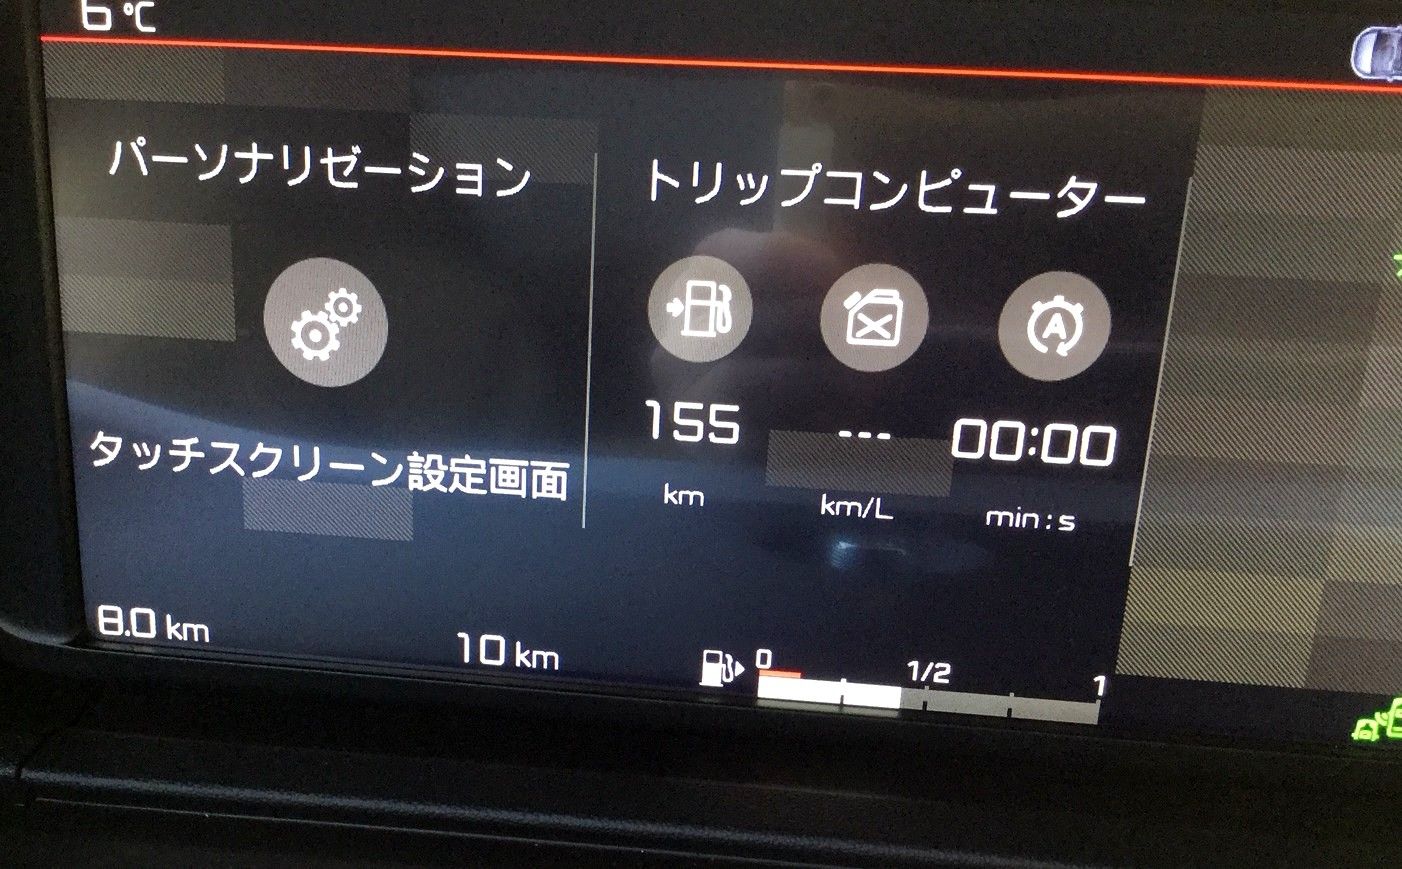 6 °C
パーソナリゼーション
トリップコンピューター
A
155
---
00:00
タッチスクリーン設定画面
km
km/L
min:s
8.0 km
10 km
0
1/2
1